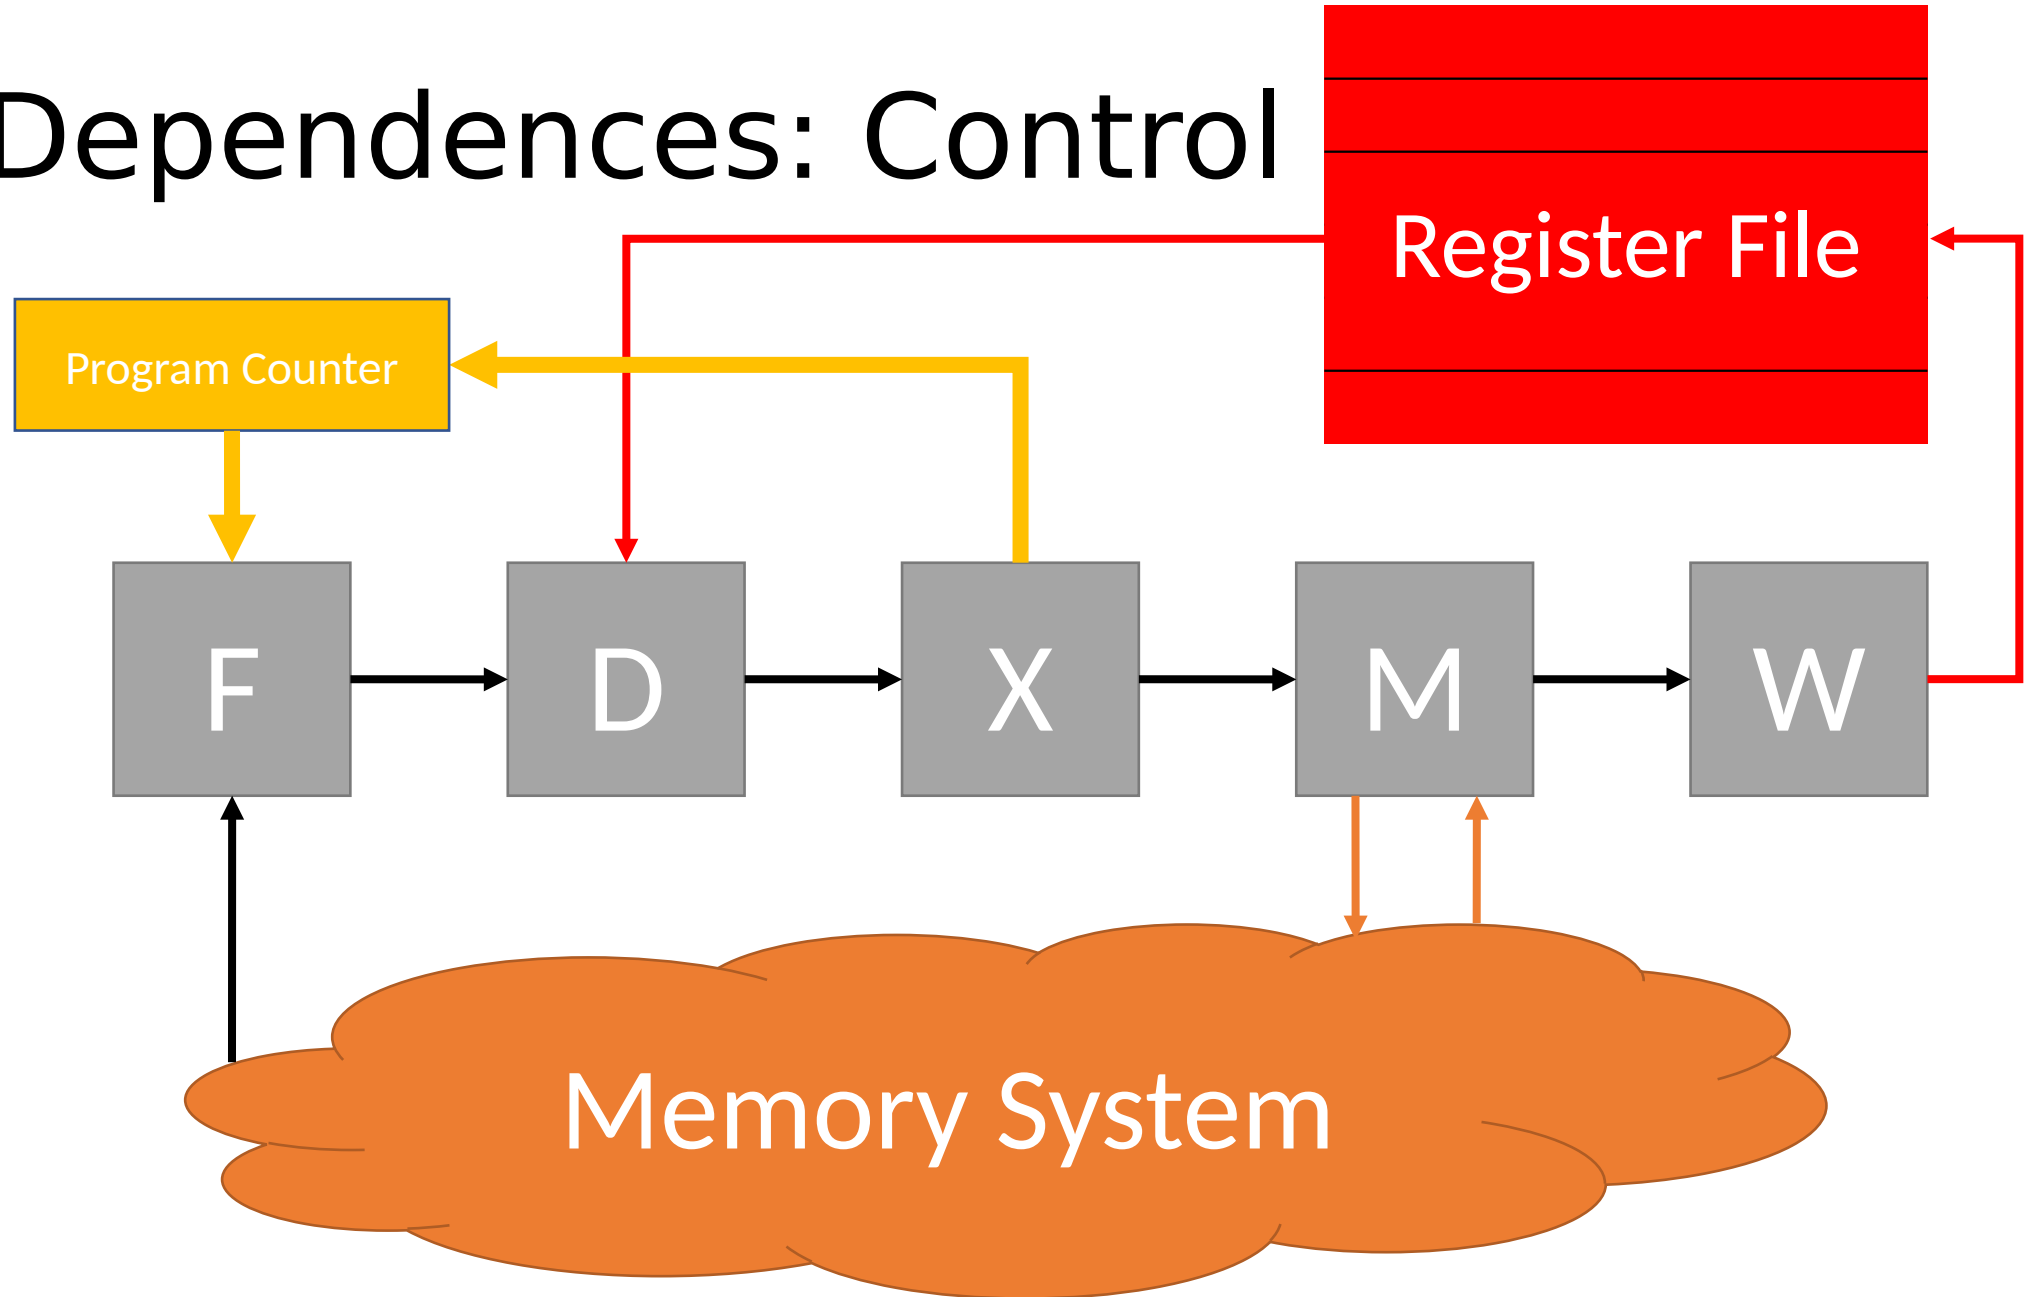 Dependences: Control
Register File
Program Counter
F
D
X
M
W
Memory System